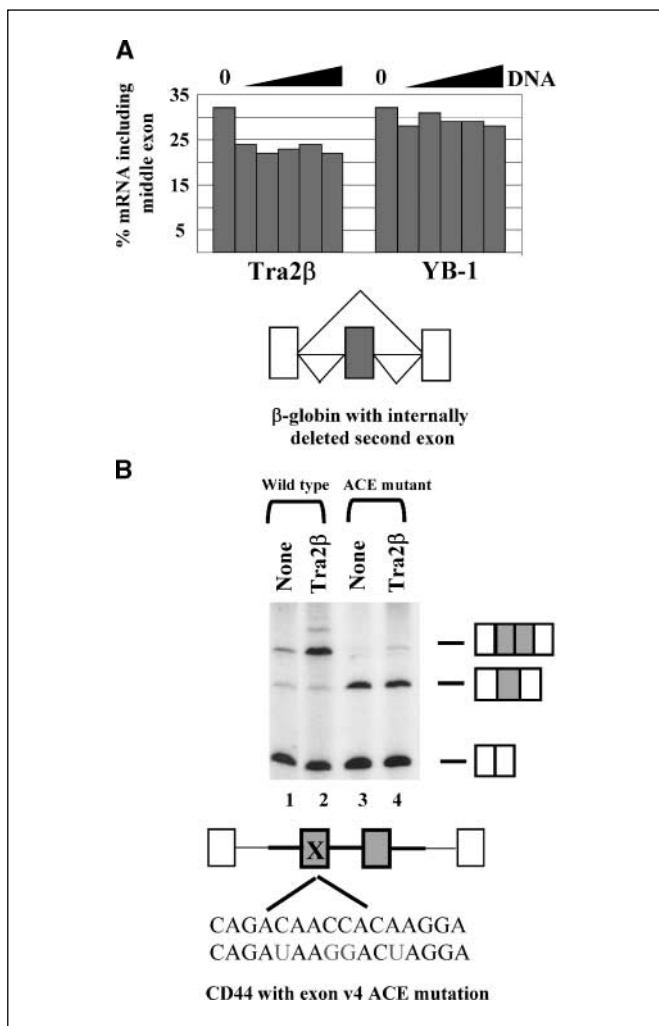 A
0 0 DNA
% mRNA including
middle exon
35
25
15
5
Tra2β YB-1
β-globin with internally
deleted second exon
B
Wild type ACE mutant
None Tra2β None Tra2β
1 2 3 4
X
CAGACAACCACAAGGA
CAGAUAAGGACUAGGA
CD44 with exon v4 ACE mutation